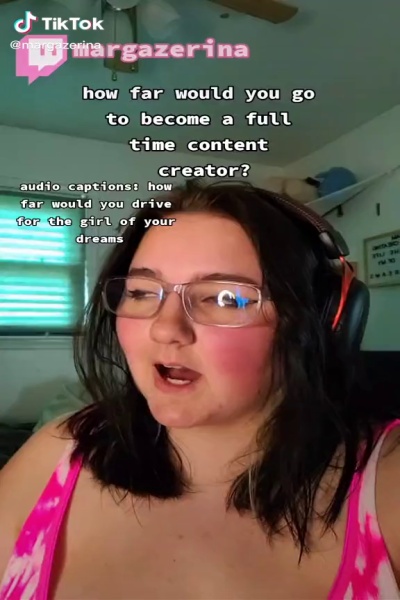 TikTok
@margazerina
margazerina
how far would you go
to become a full
time content
creator?
audio captions: how
far would you drive
for the girl of your
dreams